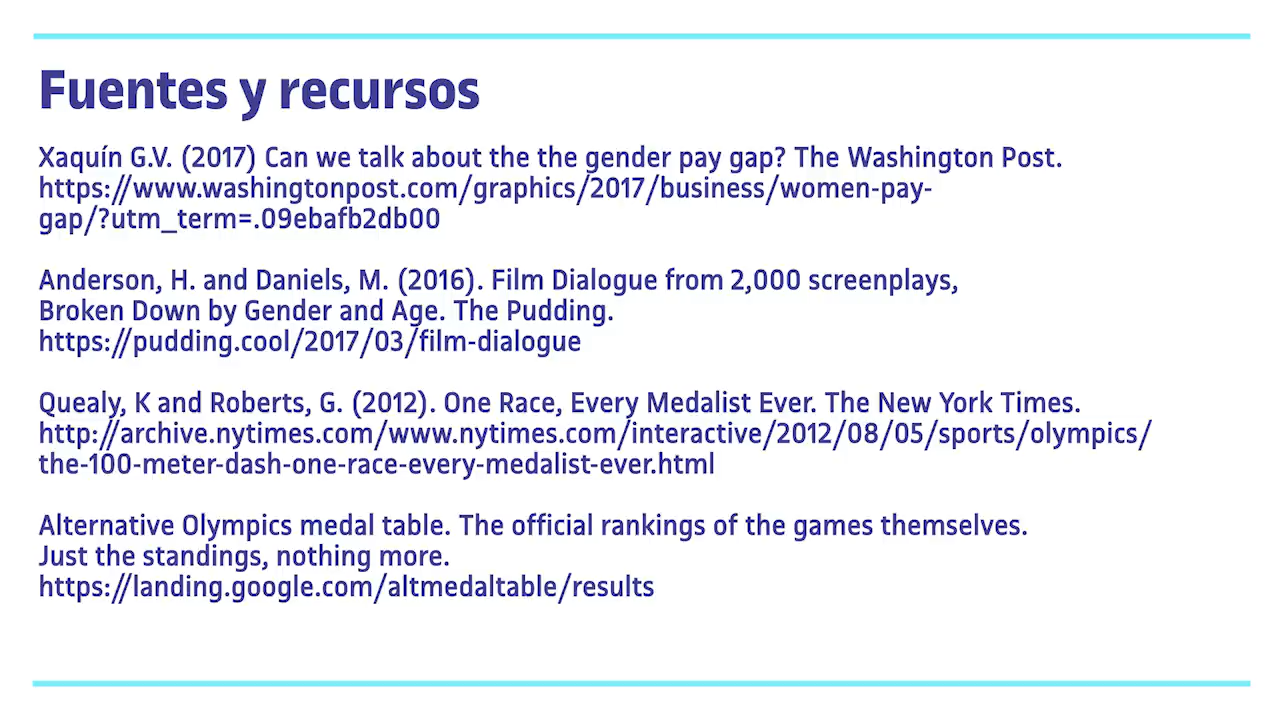 Fuentes y recursos
Xaquín G.V. (2017) Can we talk about the the gender pay gap? The Washington Post.
https://www.washingtonpost.com/graphics/2017/business/women-pay-
gap/?utm_term=.09ebafb2db00
Anderson, H. and Daniels, M. (2016). Film Dialogue from 2,000 screenplays,
Broken Down by Gender and Age. The Pudding.
https://pudding.cool/2017/03/film-dialogue
Quealy, K and Roberts, G. (2012). One Race, Every Medalist Ever. The New York Times.
http://archive.nytimes.com/www.nytimes.com/interactive/2012/08/05/sports/olympics/
the-100-meter-dash-one-race-every-medalist-ever.html
Alternative Olympics medal table. The official rankings of the games themselves.
Just the standings, nothing more.
https://landing.google.com/altmedaltable/results